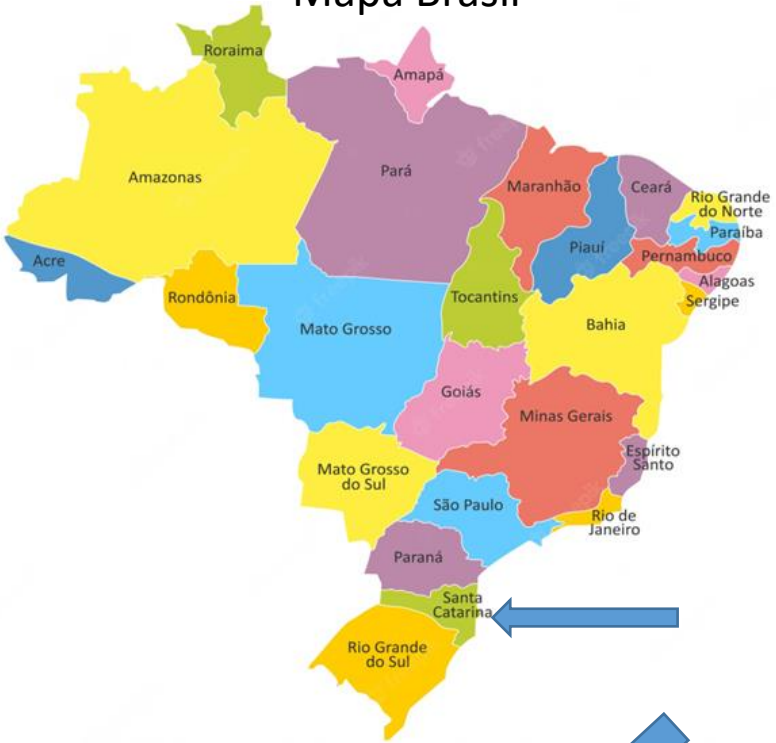 Mapa Brasil
Roraima
Amapá
Amazonas
Pará
Maranhão
Ceará
Rio Grande
do Norte
Paraíba
Piauí
Pernambuco
Acre
Alagoas
Rondônia
Tocantins
Sergipe
Mato Grosso
Bahia
Goiás
Minas Gerais
Espírito
Santo
Mato Grosso
do Sul
São Paulo
Rio de
Janeiro
Paraná
Santa
Catarina
Rio Grande
do Sul